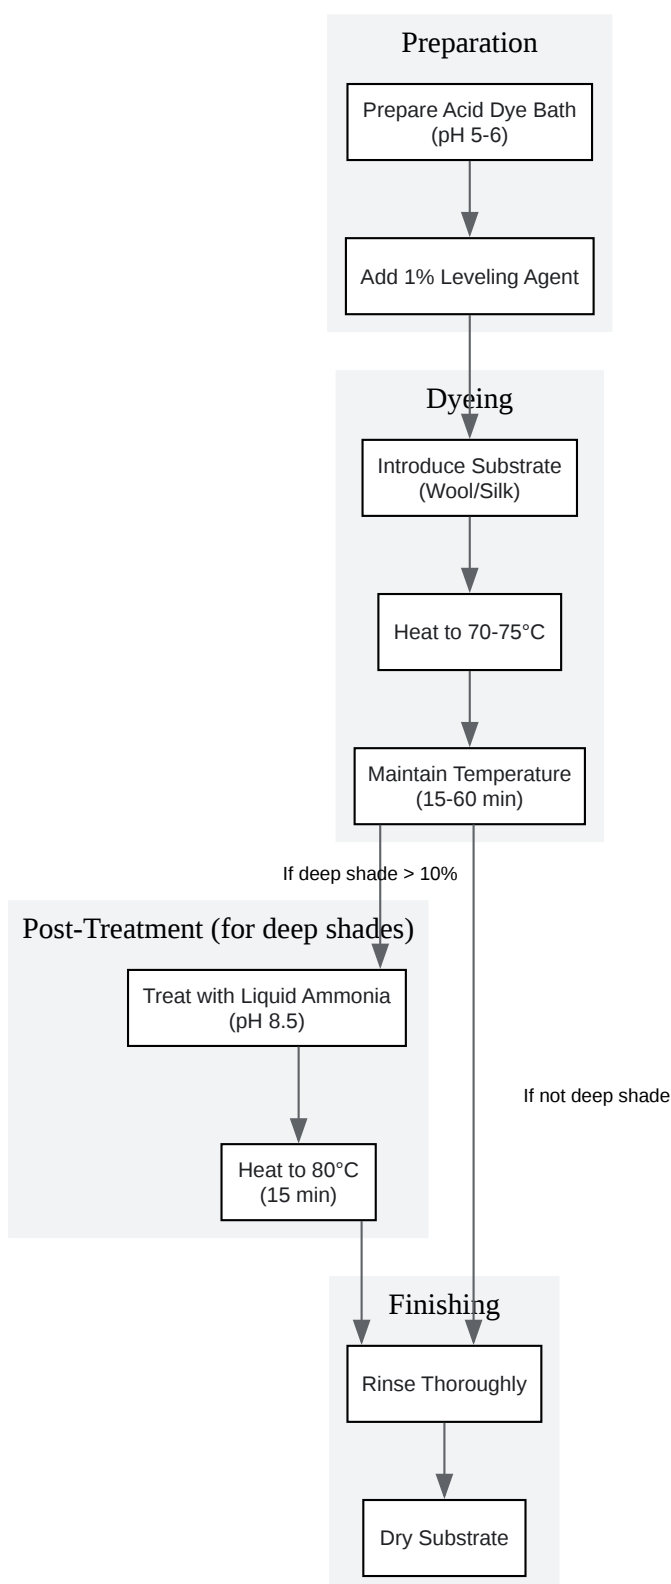 Preparation
Prepare Acid Dye Bath
(pH 5-6)
Add 1% Leveling Agent
Dyeing
Introduce Substrate
(Wool/Silk)
Heat to 70-75°C
Maintain Temperature
(15-60 min)
If deep shade > 10%
Post-Treatment (for deep shades)
Treat with Liquid Ammonia
(pH 8.5)
If not deep shade
Heat to 80°C
(15 min)
Finishing
Rinse Thoroughly
Dry Substrate